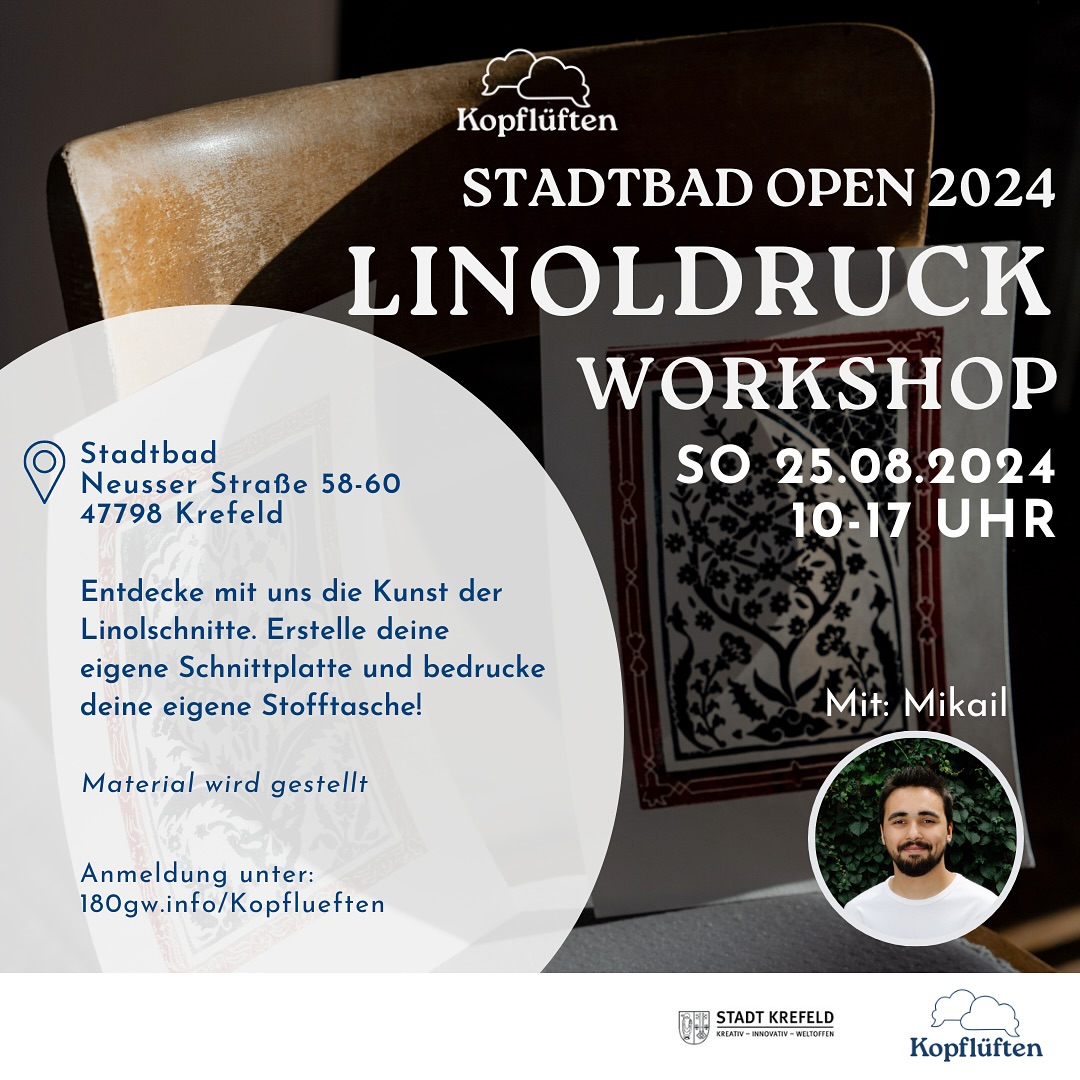 Kopflüften
STADTBAD OPEN 2024
LINOLDRUCK
WORKSHOP
SO 25.08.2024
10-17 UHR
Stadtbad
Neusser Straße 58-60
47798 Krefeld
Entdecke mit uns die Kunst der
Linolschnitte. Erstelle deine
eigene Schnittplatte und bedrucke
deine eigene Stofftasche!
Material wird gestellt
Anmeldung unter:
180gw.info/Kopflueften
Mit: Mikail
STADT KREFELD
KREATIV – INNOVATIV – WELTOFFEN
Kopflüften